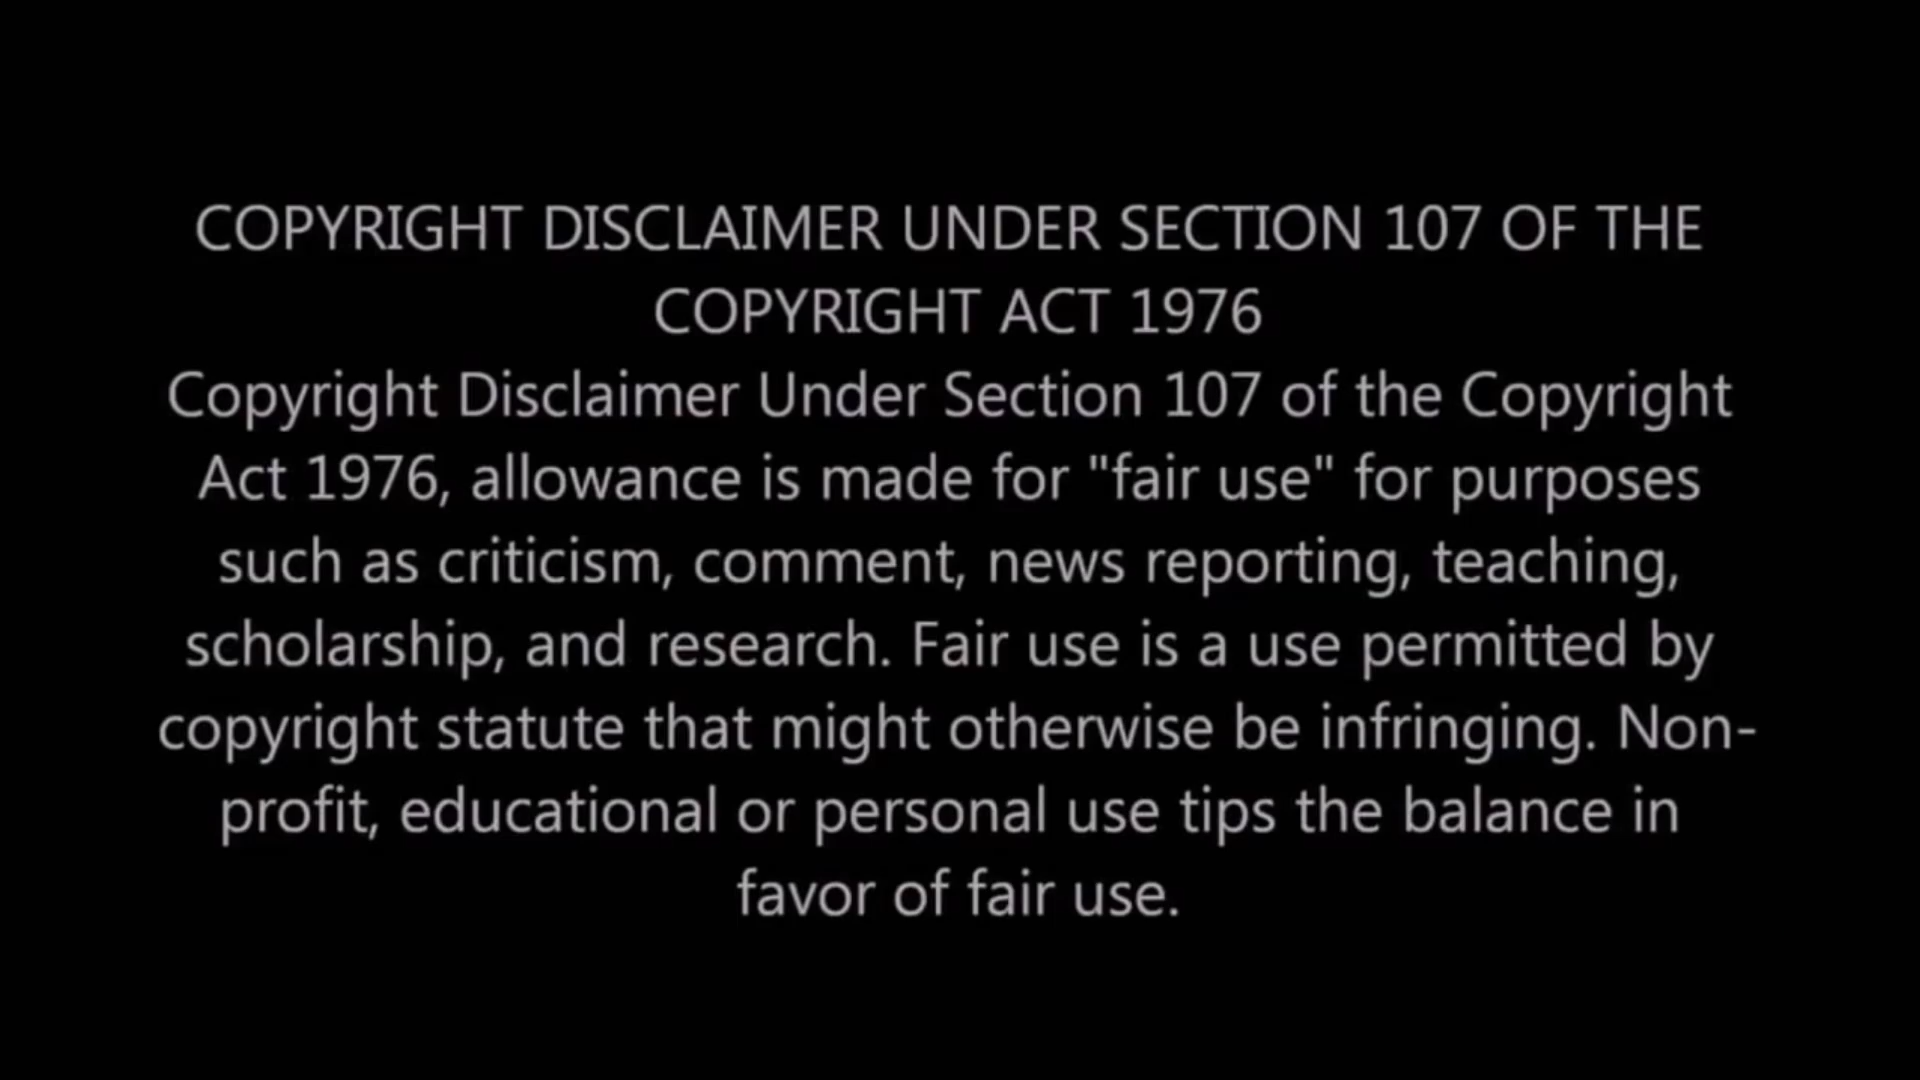 COPYRIGHT DISCLAIMER UNDER SECTION 107 OF THE
COPYRIGHT ACT 1976
Copyright Disclaimer Under Section 107 of the Copyright
Act 1976, allowance is made for "fair use" for purposes
such as criticism, comment, news reporting, teaching,
scholarship, and research. Fair use is a use permitted by
copyright statute that might otherwise be infringing. Non-
profit, educational or personal use tips the balance in
favor of fair use.